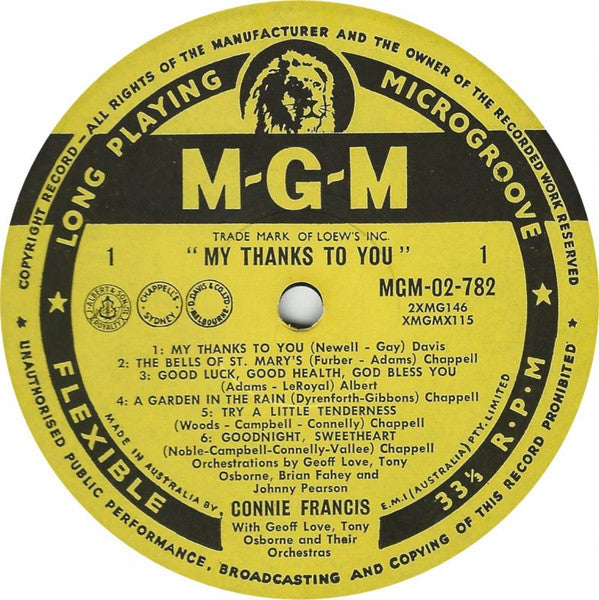 COPYRIGHT RECORD—ALL RIGHTS OF THE MANUFACTURER AND THE OWNER OF THE RECORDED WORK RESERVED
LONG PLAYING MICROGROOVE
M-G-M
TRADE MARK OF LOEW'S INC.
1 "MY THANKS TO YOU" 1
MGM-02-782
2XMG146
XMGMX115
J. ALBERT & SON
ROYALTY
CHAPPELL'S
SYDNEY
D. DAVIS & CO LTD
MELBOURNE
1: MY THANKS TO YOU (Newell - Gay) Davis
2: THE BELLS OF ST. MARY'S (Furber - Adams) Chappell
3: GOOD LUCK, GOOD HEALTH, GOD BLESS YOU
(Adams - LeRoyal) Albert
4: A GARDEN IN THE RAIN (Dyrenforth-Gibbons) Chappell
5: TRY A LITTLE TENDERNESS
(Woods - Campbell - Connelly) Chappell
6: GOODNIGHT, SWEETHEART
(Noble-Campbell-Connelly-Vallee) Chappell
Orchestrations by Geoff Love, Tony
Osborne, Brian Fahey and
Johnny Pearson
CONNIE FRANCIS
With Geoff Love, Tony
Osborne and Their
Orchestras
MADE IN AUSTRALIA BY E.M.I (AUSTRALIA) PTY. LIMITED
FLEXIBLE 33⅓ R·P·M
UNAUTHORISED PUBLIC PERFORMANCE, BROADCASTING AND COPYING OF THIS RECORD PROHIBITED